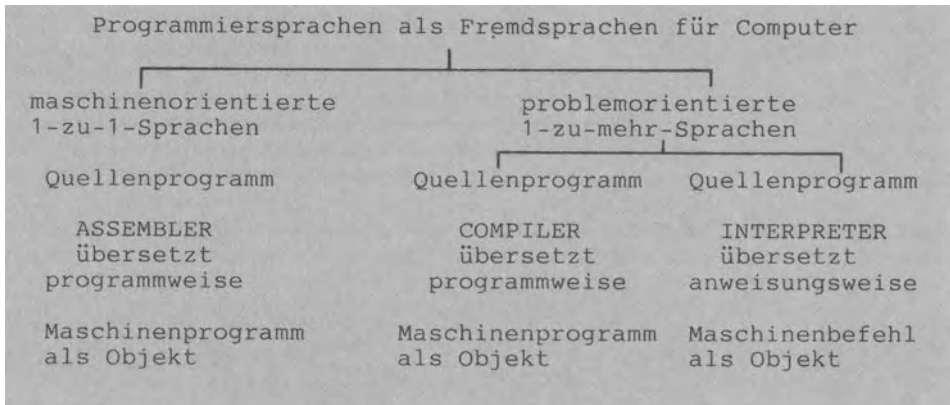 Programmiersprachen als Fremdsprachen für Computer
maschinenorientierte
1-zu-1-Sprachen
problemorientierte
1-zu-mehr-Sprachen
Quellenprogramm
ASSEMBLER
übersetzt
programmweise
Maschinenprogramm
als Objekt
Quellenprogramm
COMPILER
übersetzt
programmweise
Maschinenprogramm
als Objekt
Quellenprogramm
INTERPRETER
übersetzt
anweisungsweise
Maschinenbefehl
als Objekt